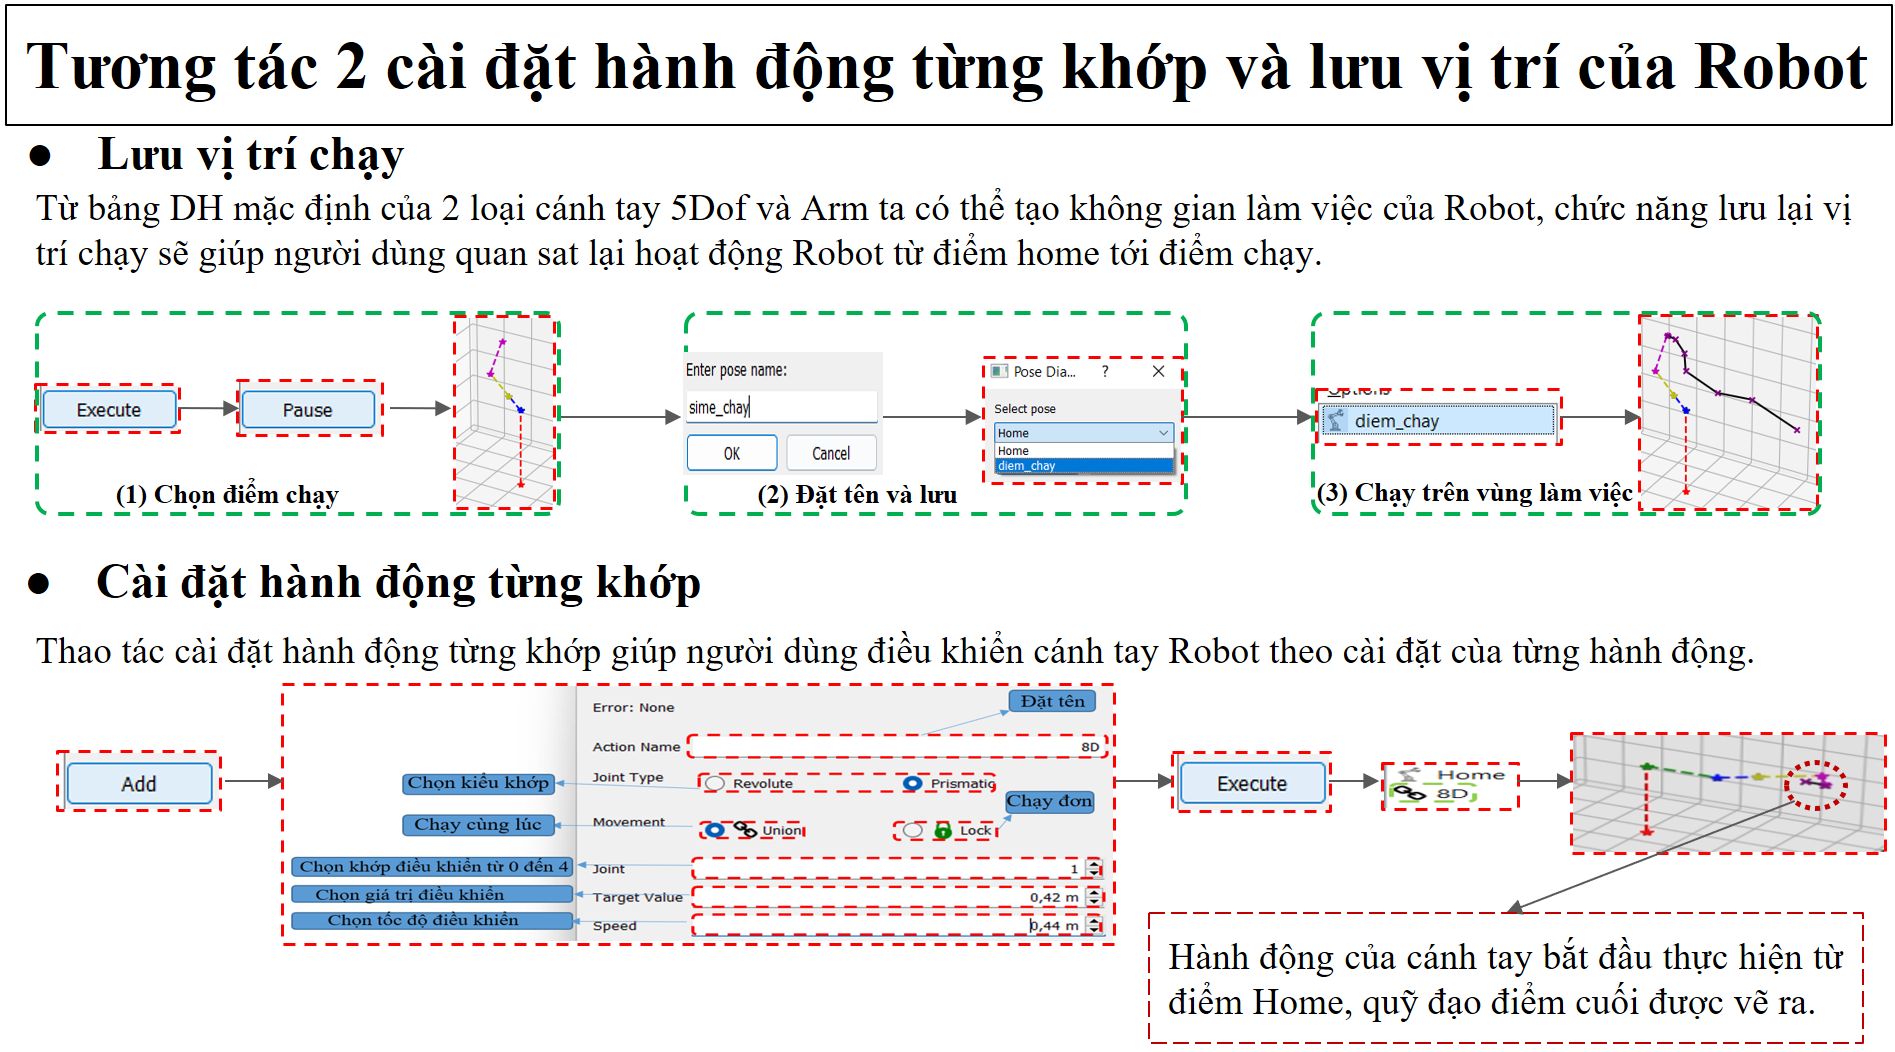 Tương tác 2 cài đặt hành động từng khớp và lưu vị trí của Robot
● Lưu vị trí chạy
Từ bảng DH mặc định của 2 loại cánh tay 5Dof và Arm ta có thể tạo không gian làm việc của Robot, chức năng lưu lại vị
trí chạy sẽ giúp người dùng quan sat lại hoạt động Robot từ điểm home tới điểm chạy.
Execute
Pause
(1) Chọn điểm chạy
Enter pose name:
sime_chay
OK
Cancel
Pose Dia...
?
Select pose
Home
Home
diem_chay
(2) Đặt tên và lưu
Options
diem_chay
(3) Chạy trên vùng làm việc
● Cài đặt hành động từng khớp
Thao tác cài đặt hành động từng khớp giúp người dùng điều khiển cánh tay Robot theo cài đặt cùa từng hành động.
Add
Error: None
Đặt tên
Action Name
8D
Chọn kiểu khớp
Joint Type
Revolute
Prismatic
Chạy đơn
Chạy cùng lúc
Movement
Union
Lock
Chọn khớp điều khiển từ 0 đến 4
Joint
1
Chọn giá trị điều khiển
Target Value
0,42 m
Chọn tốc độ điều khiển
Speed
0,44 m
Execute
Home
8D
Hành động của cánh tay bắt đầu thực hiện từ
điểm Home, quỹ đạo điểm cuối được vẽ ra.